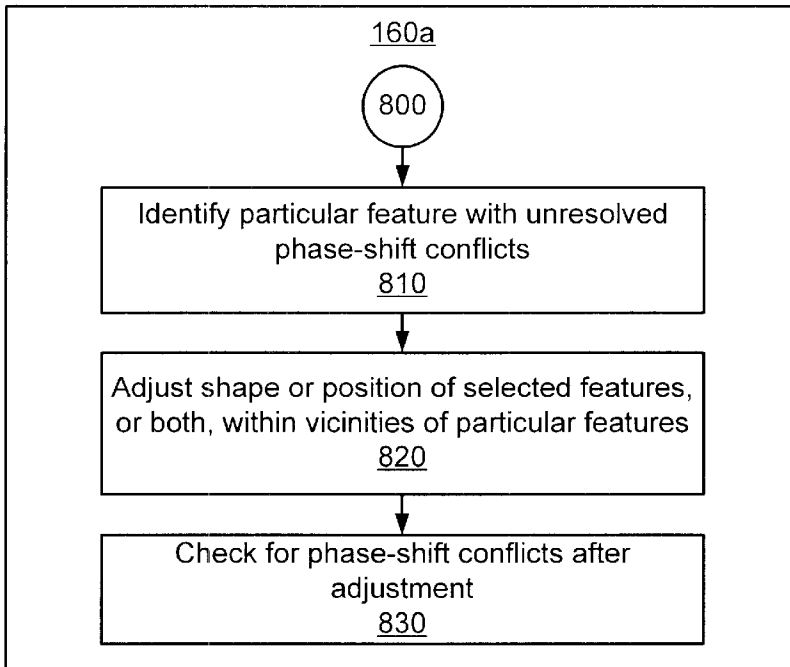 160a
800
Identify particular feature with unresolved
phase-shift conflicts
810
Adjust shape or position of selected features,
or both, within vicinities of particular features
820
Check for phase-shift conflicts after
adjustment
830